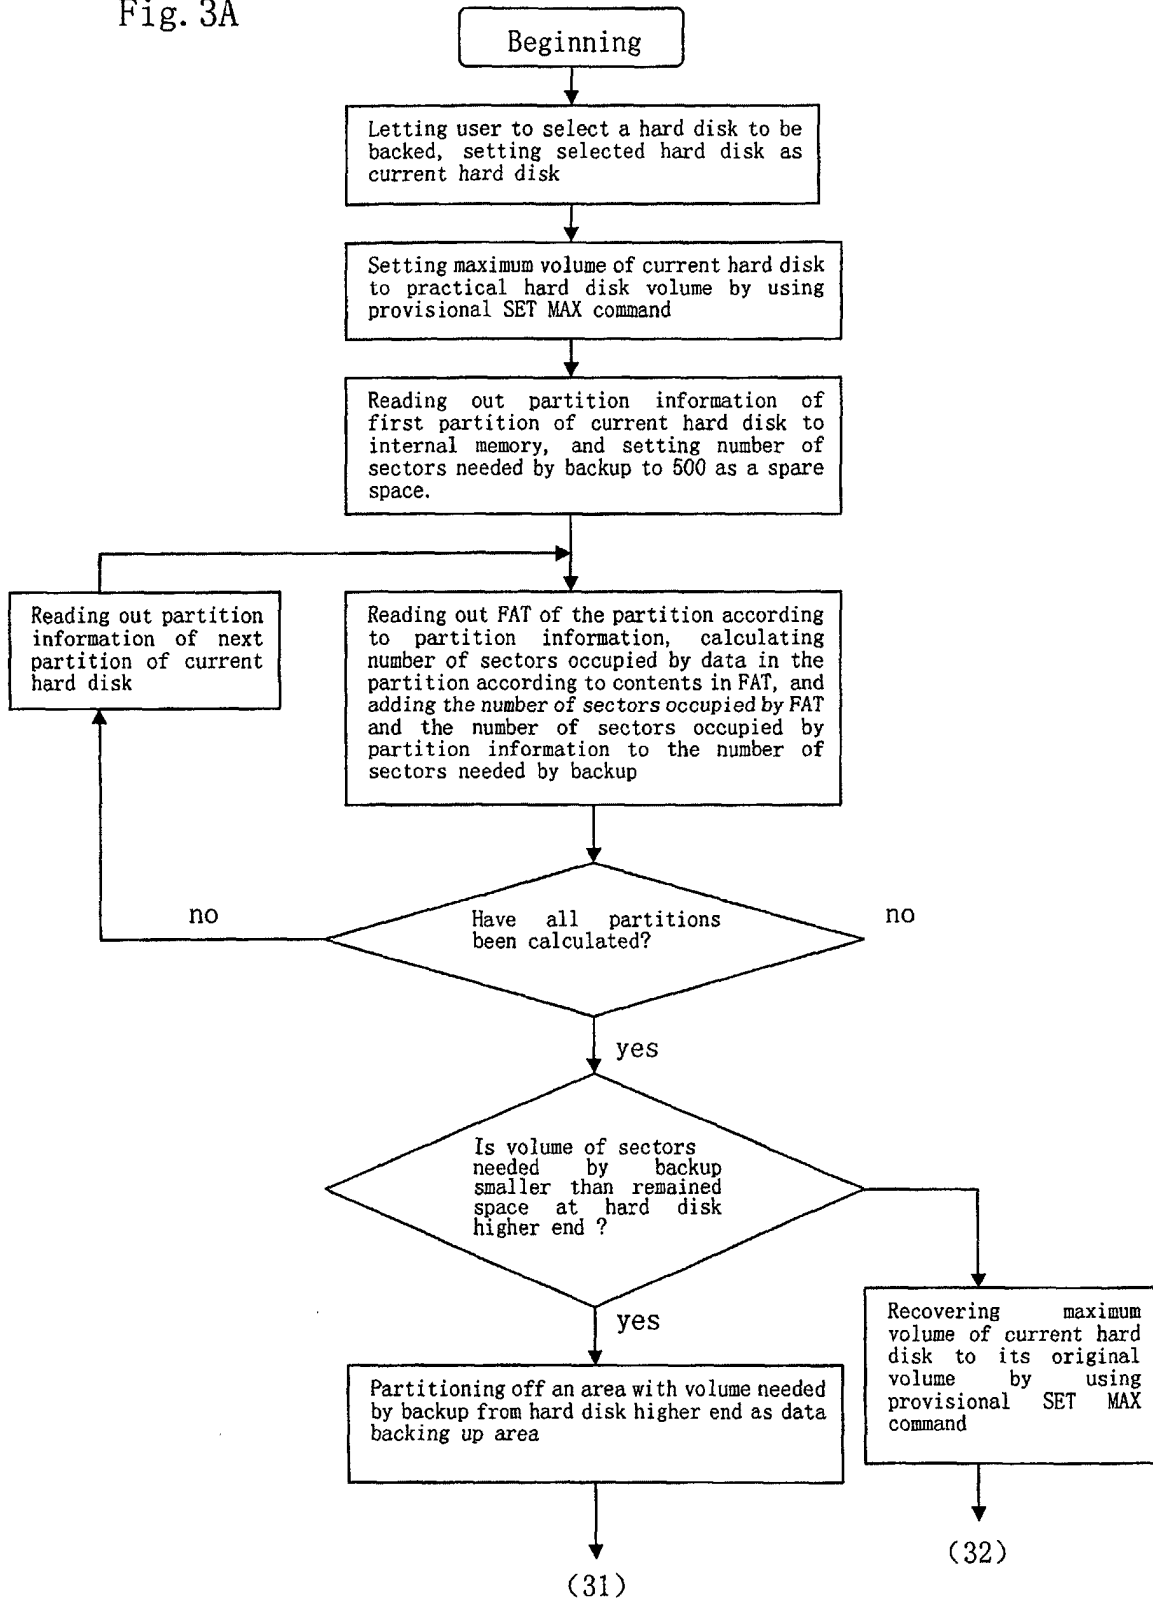 Fig. 3A
Beginning
Letting user to select a hard disk to be
backed, setting selected hard disk as
current hard disk
Setting maximum volume of current hard disk
to practical hard disk volume by using
provisional SET MAX command
Reading out partition information of
first partition of current hard disk to
internal memory, and setting number of
sectors needed by backup to 500 as a spare
space.
Reading out partition
information of next
partition of current
hard disk
Reading out FAT of the partition according
to partition information, calculating
number of sectors occupied by data in the
partition according to contents in FAT, and
adding the number of sectors occupied by FAT
and the number of sectors occupied by
partition information to the number of
sectors needed by backup
no
Have all partitions
been calculated?
no
yes
Is volume of sectors
needed by backup
smaller than remained
space at hard disk
higher end ?
yes
Recovering maximum
volume of current hard
disk to its original
volume by using
provisional SET MAX
command
Partitioning off an area with volume needed
by backup from hard disk higher end as data
backing up area
(32)
(31)